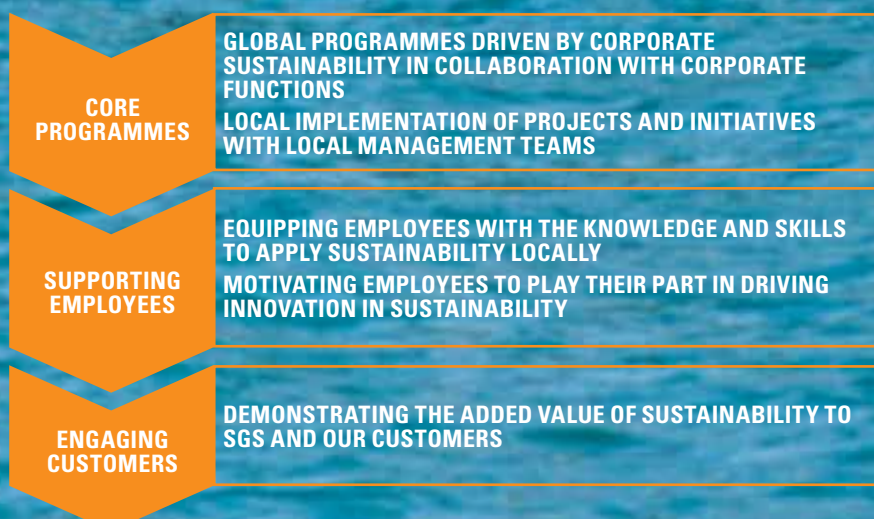 CORE
PROGRAMMES
GLOBAL PROGRAMMES DRIVEN BY CORPORATE
SUSTAINABILITY IN COLLABORATION WITH CORPORATE
FUNCTIONS
LOCAL IMPLEMENTATION OF PROJECTS AND INITIATIVES
WITH LOCAL MANAGEMENT TEAMS
SUPPORTING
EMPLOYEES
EQUIPPING EMPLOYEES WITH THE KNOWLEDGE AND SKILLS
TO APPLY SUSTAINABILITY LOCALLY
MOTIVATING EMPLOYEES TO PLAY THEIR PART IN DRIVING
INNOVATION IN SUSTAINABILITY
ENGAGING
CUSTOMERS
DEMONSTRATING THE ADDED VALUE OF SUSTAINABILITY TO
SGS AND OUR CUSTOMERS